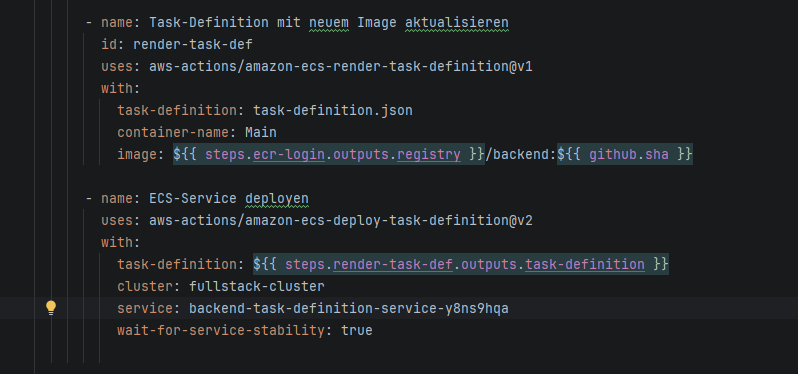 - name: Task-Definition mit neuem Image aktualisieren
id: render-task-def
uses: aws-actions/amazon-ecs-render-task-definition@v1
with:
task-definition: task-definition.json
container-name: Main
image: ${{ steps.ecr-login.outputs.registry }}/backend:${{ github.sha }}
- name: ECS-Service deployen
uses: aws-actions/amazon-ecs-deploy-task-definition@v2
with:
task-definition: ${{ steps.render-task-def.outputs.task-definition }}
cluster: fullstack-cluster
service: backend-task-definition-service-y8ns9hqa
wait-for-service-stability: true